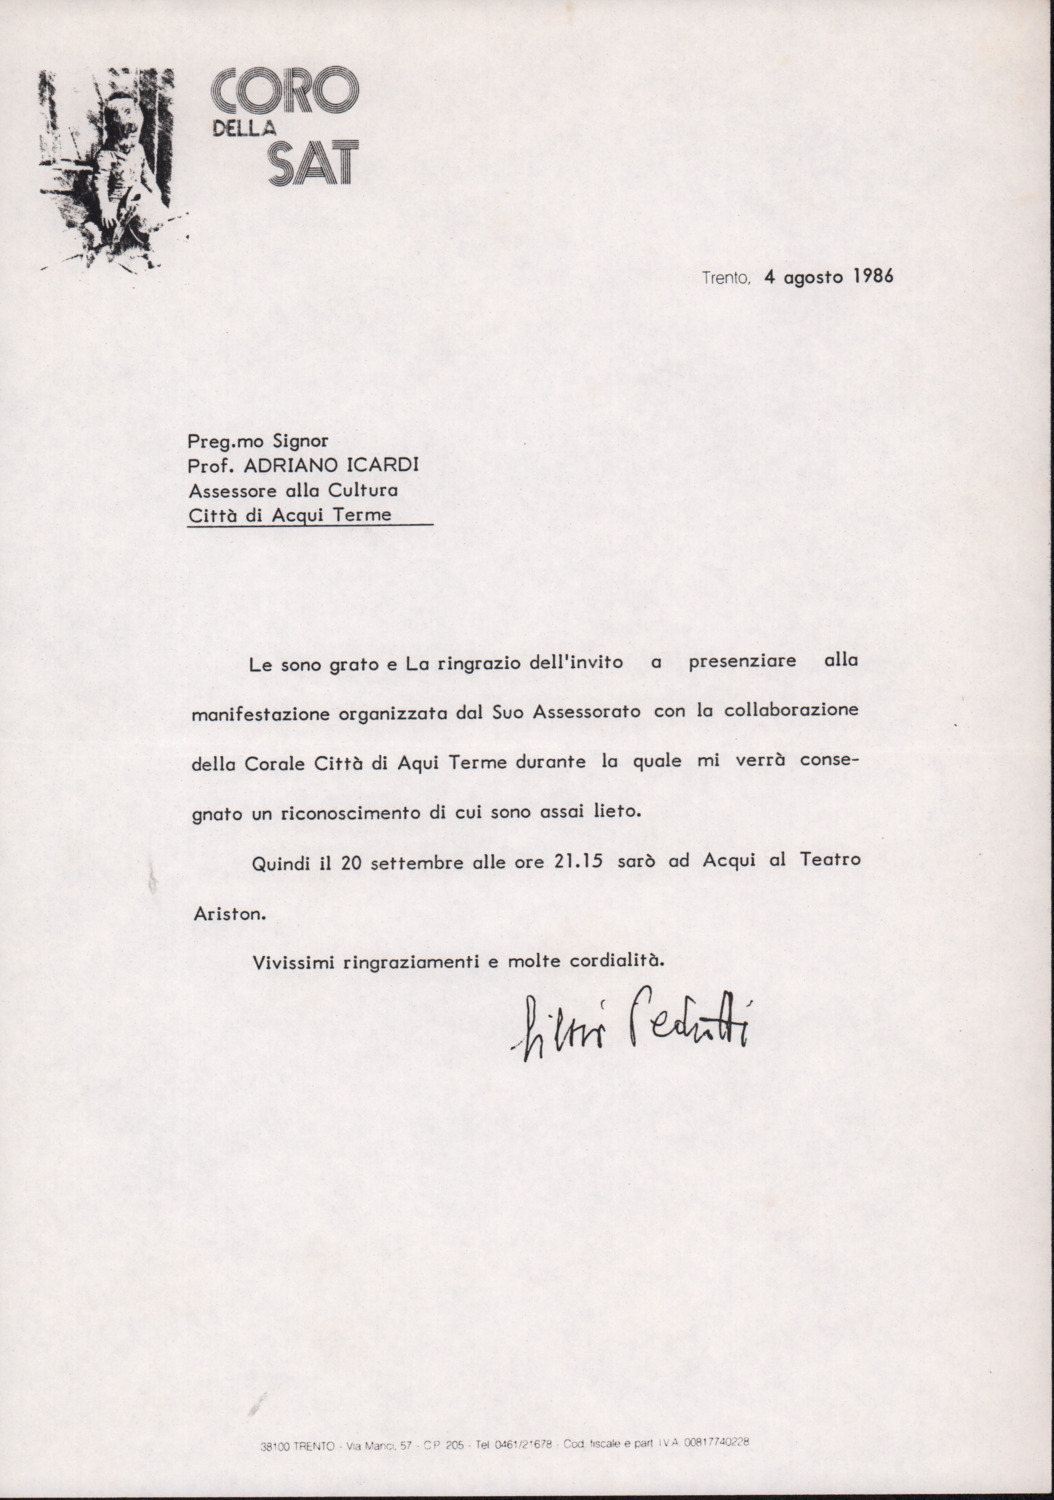 CORO
DELLA
SAT
Trento, 4 agosto 1986
Preg.mo Signor
Prof. ADRIANO ICARDI
Assessore alla Cultura
Città di Acqui Terme
Le sono grato e La ringrazio dell'invito a presenziare alla
manifestazione organizzata dal Suo Assessorato con la collaborazione
della Corale Città di Aqui Terme durante la quale mi verrà conse-
gnato un riconoscimento di cui sono assai lieto.
Quindi il 20 settembre alle ore 21.15 sarò ad Acqui al Teatro
Ariston.
Vivissimi ringraziamenti e molte cordialità.
Silvio Pedrotti
38100 TRENTO - Via Manci, 57 - C.P. 205 - Tel. 0461/21678 - Cod. fiscale e part. I.V.A. 00817740228